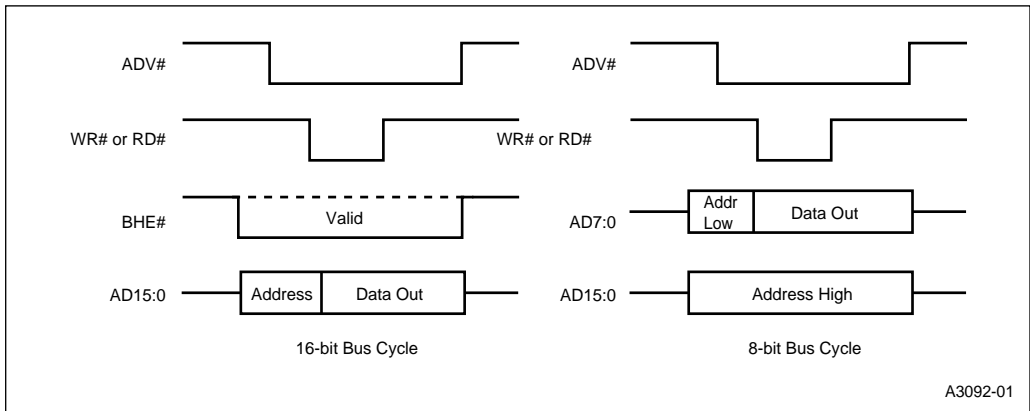 ADV#
WR# or RD#
BHE#
Valid
AD15:0
Address
Data Out
16-bit Bus Cycle
ADV#
WR# or RD#
AD7:0
Addr
Low
Data Out
AD15:0
Address High
8-bit Bus Cycle
A3092-01